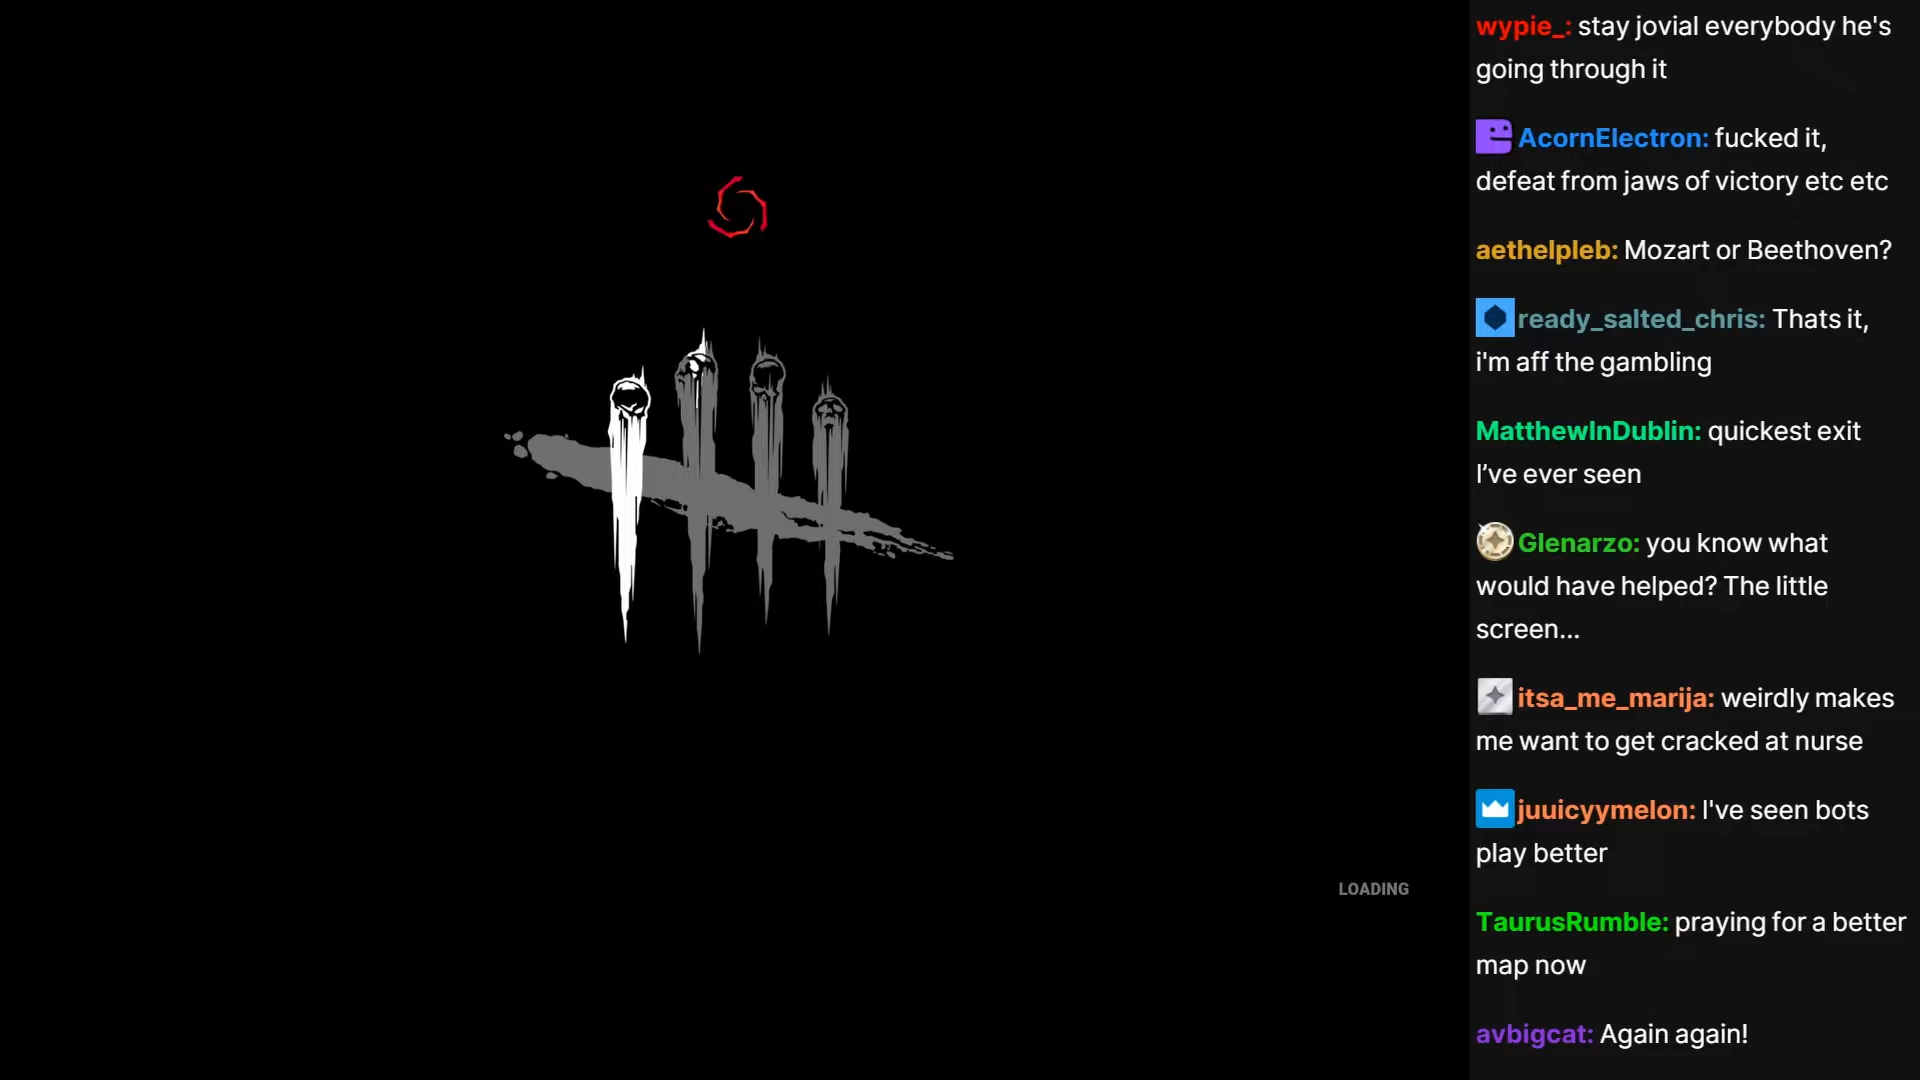 wypie_: stay jovial everybody he's
going through it
AcornElectron: fucked it,
defeat from jaws of victory etc etc
aethelpleb: Mozart or Beethoven?
ready_salted_chris: Thats it,
i'm aff the gambling
MatthewInDublin: quickest exit
I’ve ever seen
Glenarzo: you know what
would have helped? The little
screen...
itsa_me_marija: weirdly makes
me want to get cracked at nurse
juuicyymelon: I've seen bots
play better
LOADING
TaurusRumble: praying for a better
map now
avbigcat: Again again!